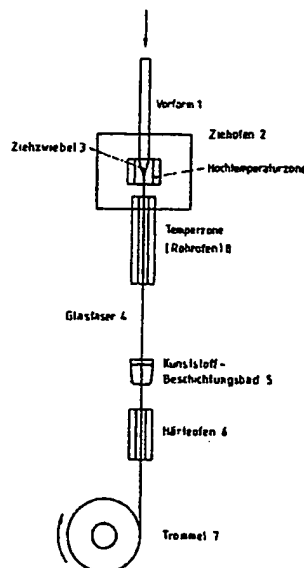 Vorform 1
Ziehofen 2
Ziehzwiebel 3
Hochtemperaturzone
Temperzone
(Rohrofen) 8
Glasfaser 4
Kunststoff-
Beschichtungsbad 5
Härteofen 6
Trommel 7